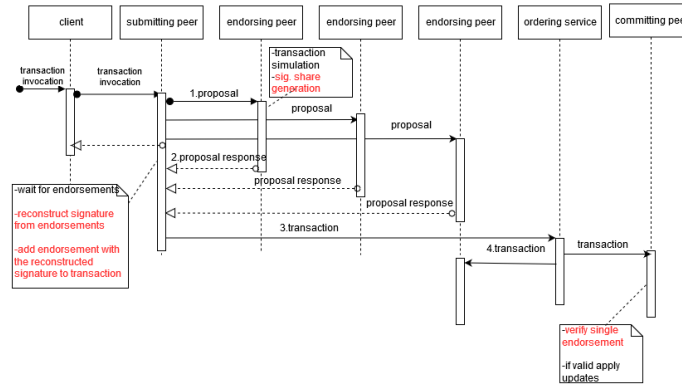 client
submitting peer
endorsing peer
endorsing peer
endorsing peer
ordering service
committing peer
transaction
invocation
transaction
invocation
-transaction
simulation
-sig. share
generation
1.proposal
proposal
proposal
2.proposal response
proposal response
proposal response
-wait for endorsements
-reconstruct signature
from endorsements
-add endorsement with
the reconstructed
signature to transaction
3.transaction
4.transaction
transaction
-verify single
endorsement
-if valid apply
updates